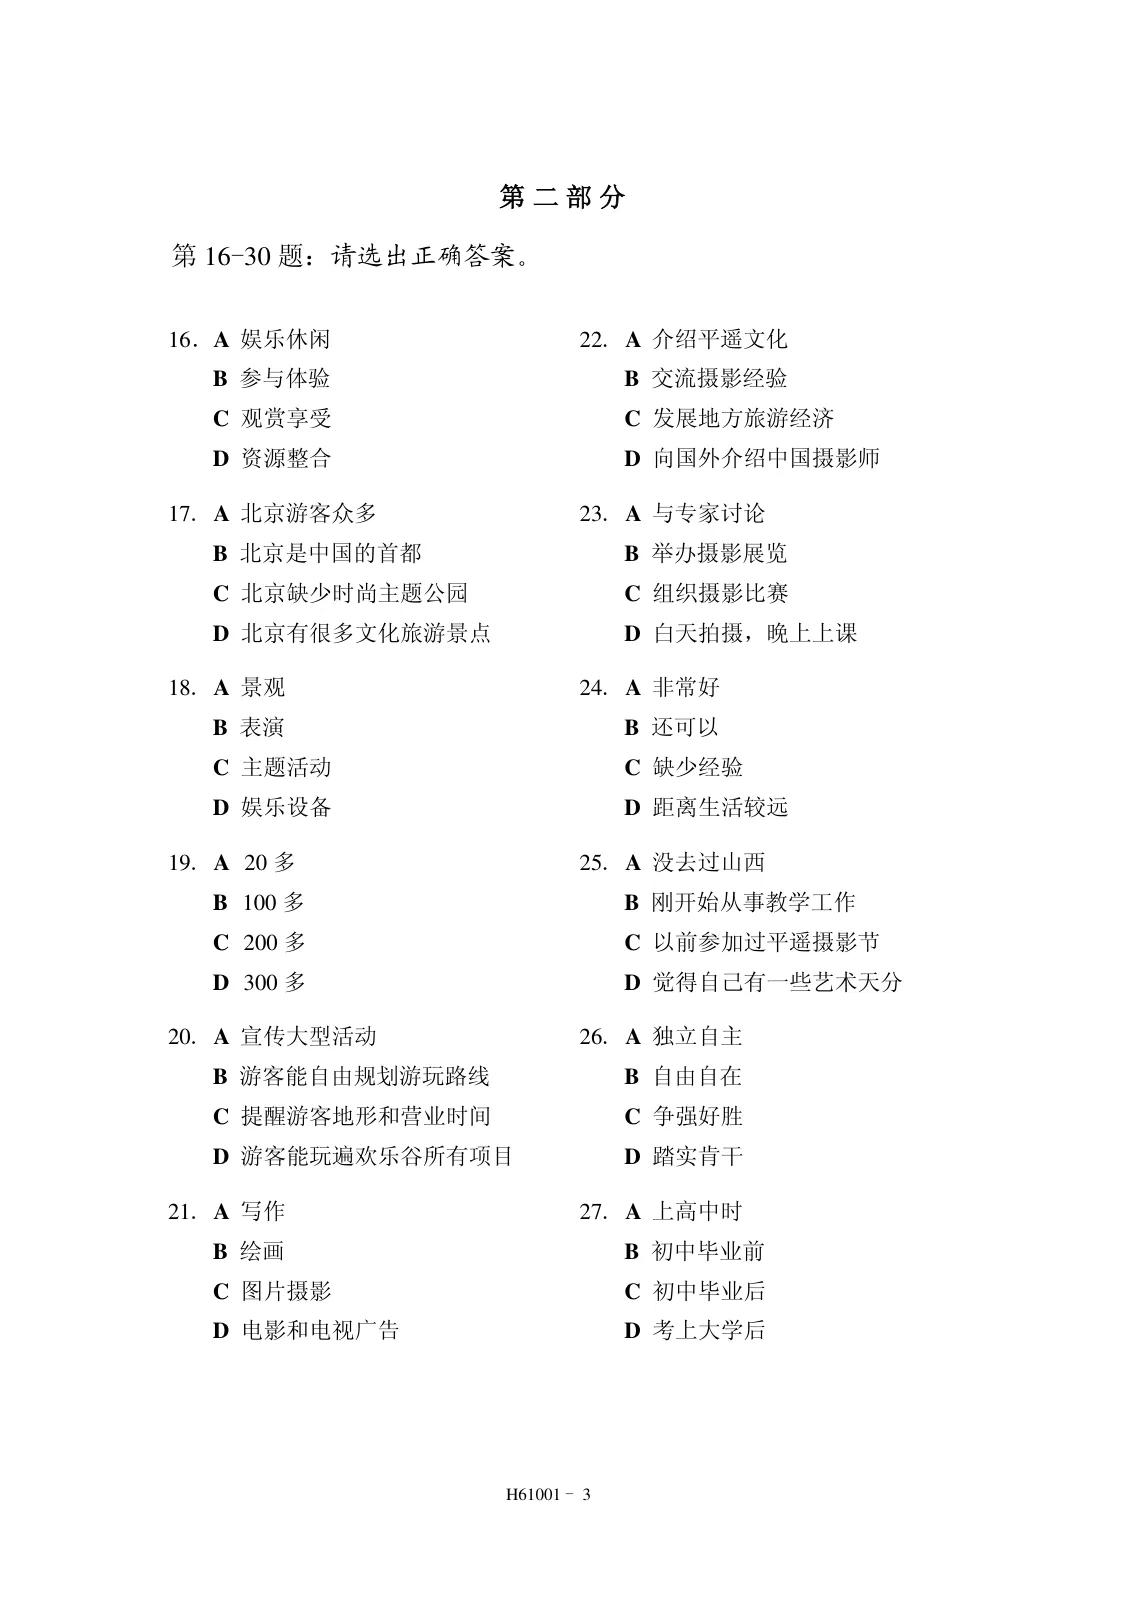 第二部分
第 16-30 题：请选出正确答案。
16. A 娱乐休闲
B 参与体验
C 观赏享受
D 资源整合
17. A 北京游客众多
B 北京是中国的首都
C 北京缺少时尚主题公园
D 北京有很多文化旅游景点
18. A 景观
B 表演
C 主题活动
D 娱乐设备
19. A 20 多
B 100 多
C 200 多
D 300 多
20. A 宣传大型活动
B 游客能自由规划游玩路线
C 提醒游客地形和营业时间
D 游客能玩遍欢乐谷所有项目
21. A 写作
B 绘画
C 图片摄影
D 电影和电视广告
22. A 介绍平遥文化
B 交流摄影经验
C 发展地方旅游经济
D 向国外介绍中国摄影师
23. A 与专家讨论
B 举办摄影展览
C 组织摄影比赛
D 白天拍摄，晚上上课
24. A 非常好
B 还可以
C 缺少经验
D 距离生活较远
25. A 没去过山西
B 刚开始从事教学工作
C 以前参加过平遥摄影节
D 觉得自己有一些艺术天分
26. A 独立自主
B 自由自在
C 争强好胜
D 踏实肯干
27. A 上高中时
B 初中毕业前
C 初中毕业后
D 考上大学后
H61001－ 3